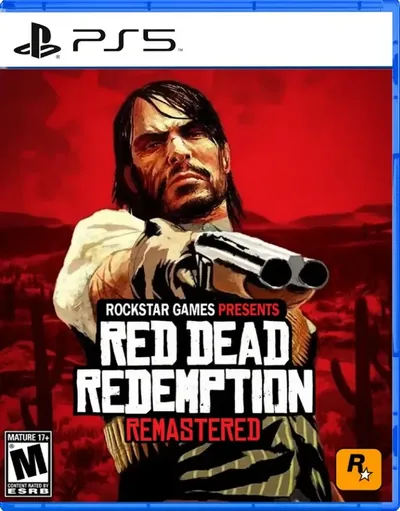 PS5
ROCKSTAR GAMES PRESENTS
RED DEAD
REDEMPTION
REMASTERED
MATURE 17+
M
CONTENT RATED BY
ESRB
R